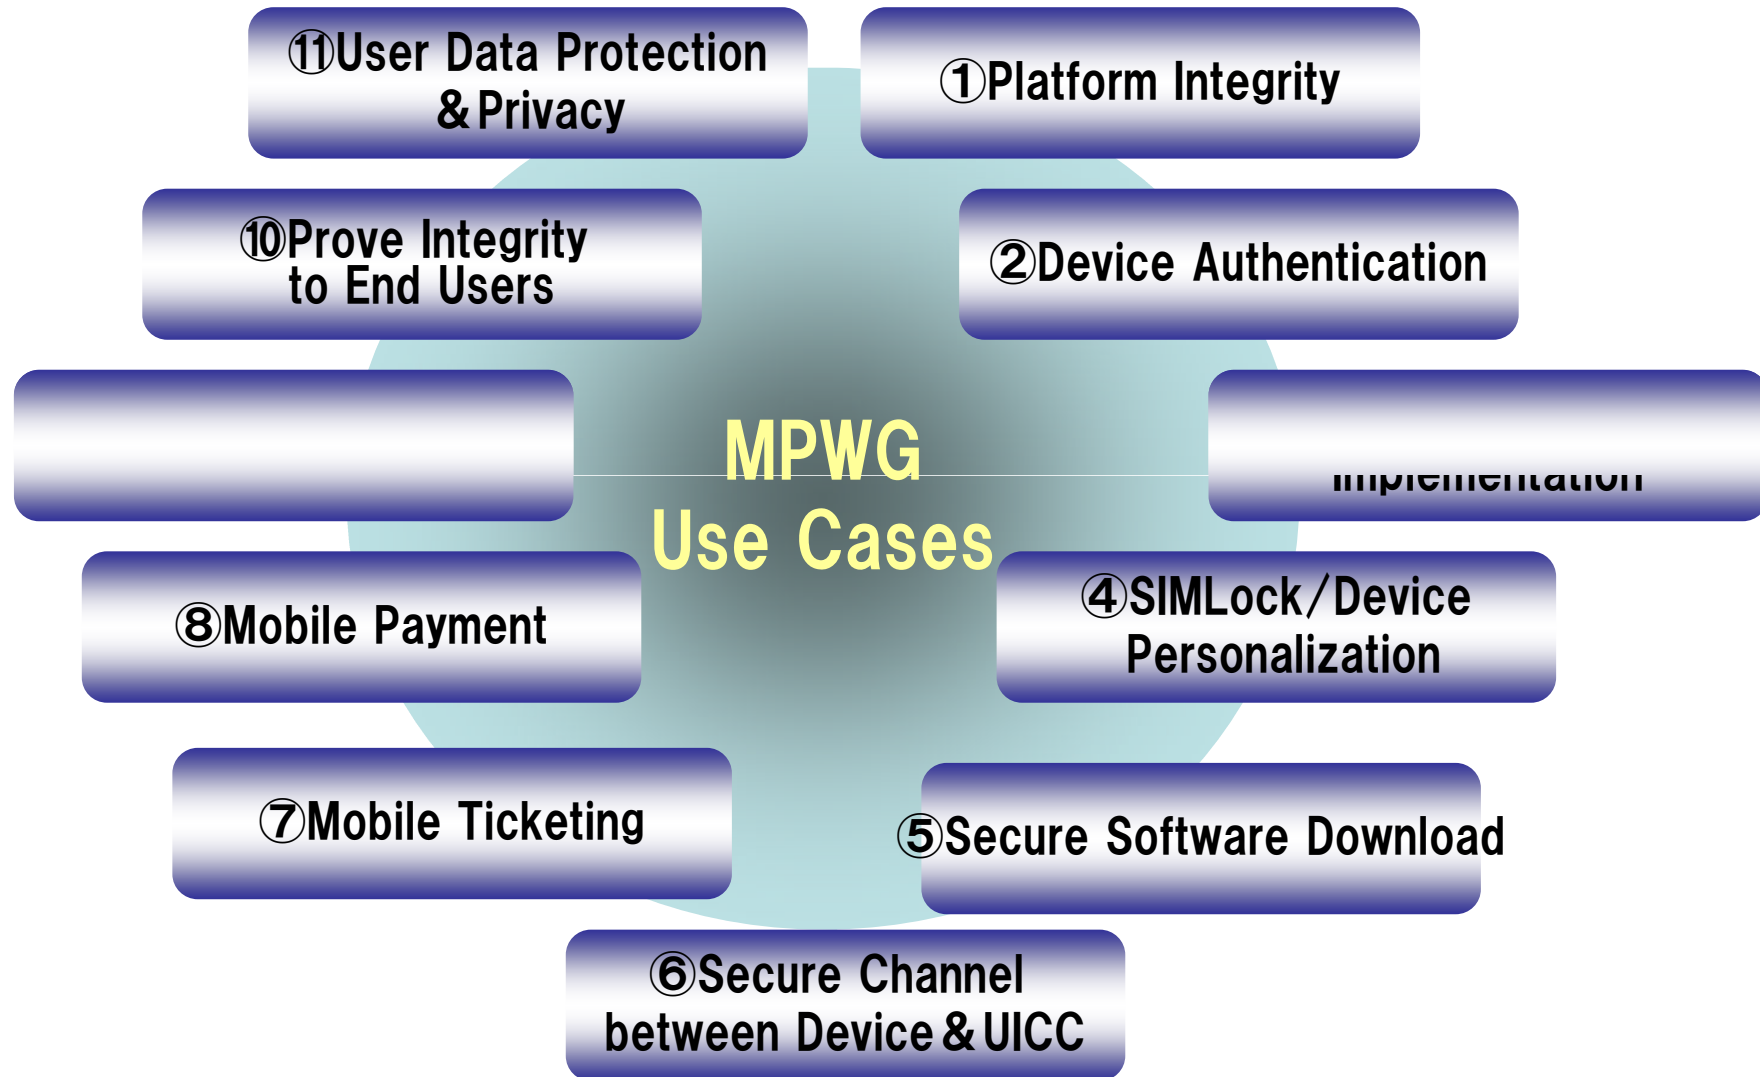 ⑪User Data Protection
&Privacy
①Platform Integrity
⑩Prove Integrity
to End Users
②Device Authentication
MPWG
Use Cases
Implementation
⑧Mobile Payment
④SIMLock/Device
Personalization
⑦Mobile Ticketing
⑤Secure Software Download
⑥Secure Channel
between Device&UICC